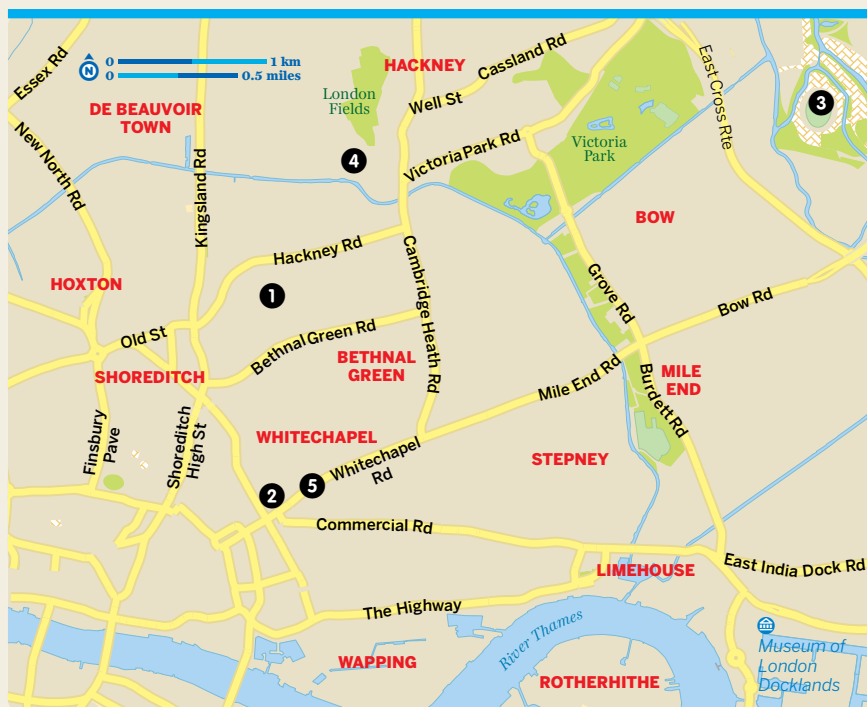 N
0 1 km
0 0.5 miles
Essex Rd
DE BEAUVOIR
TOWN
New North Rd
Kingsland Rd
London
Fields
HACKNEY
Well St
Cassland Rd
East Cross Rte
3
4
Victoria Park Rd
Victoria
Park
BOW
HOXTON
Hackney Rd
Cambridge Heath Rd
1
Grove Rd
Bow Rd
Old St
Bethnal Green Rd
BETHNAL
GREEN
SHOREDITCH
Mile End Rd
MILE
END
Burdett Rd
Finsbury
Pave
Shoreditch
High St
WHITECHAPEL
Whitechapel
Rd
STEPNEY
2
5
Commercial Rd
East India Dock Rd
LIMEHOUSE
The Highway
River Thames
WAPPING
ROTHERHITHE
Museum of
London
Docklands